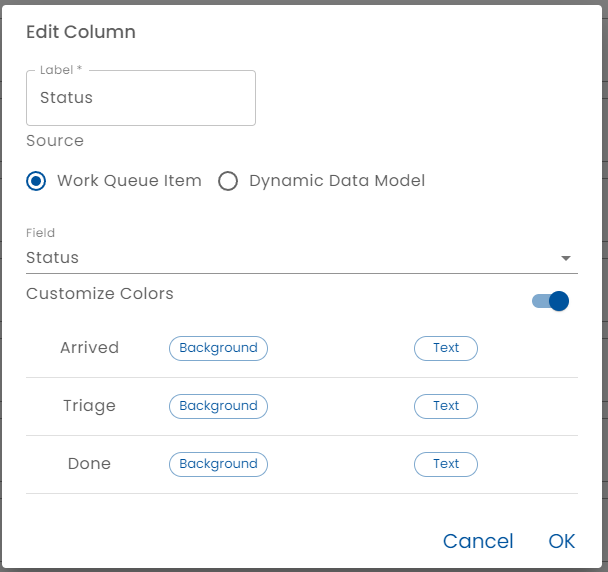 Edit Column
Label *
Status
Source
Work Queue Item Dynamic Data Model
Field
Status
Customize Colors
Arrived Background Text
Triage Background Text
Done Background Text
Cancel OK